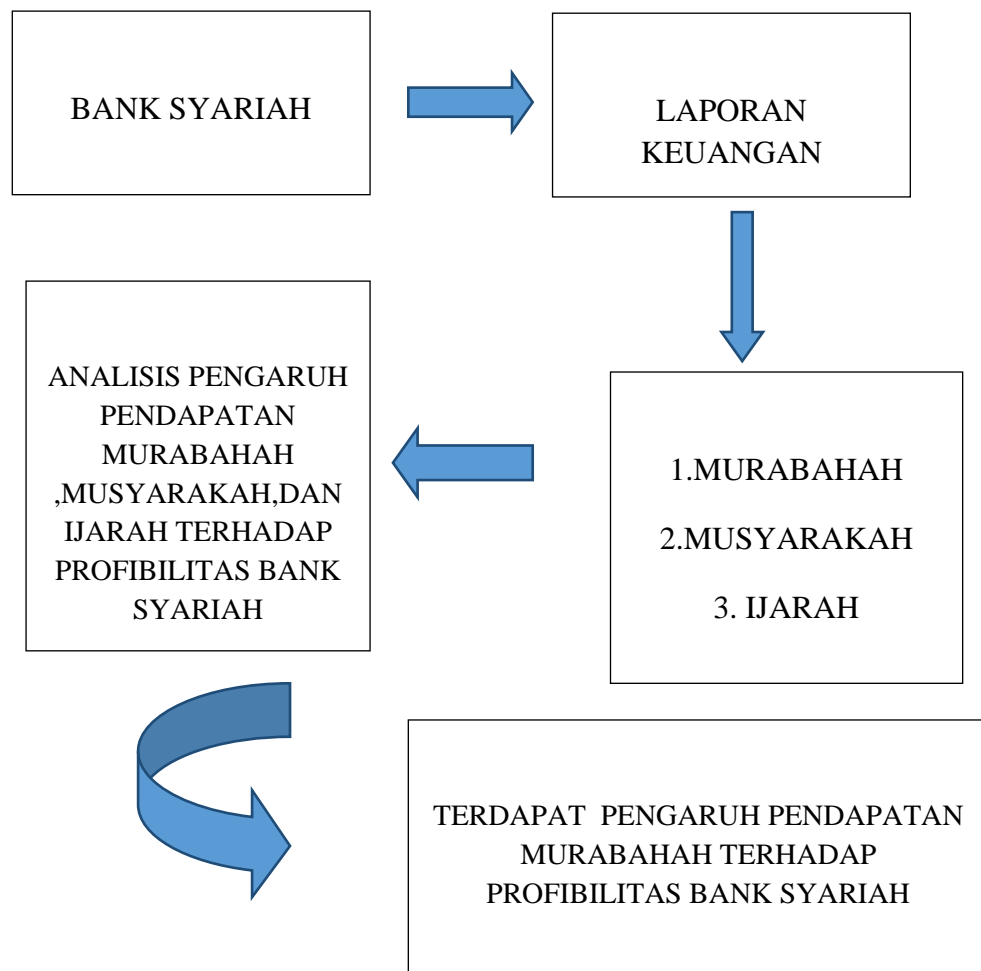 BANK SYARIAH
LAPORAN
KEUANGAN
1.MURABAHAH
2.MUSYARAKAH
3. IJARAH
ANALISIS PENGARUH
PENDAPATAN
MURABAHAH
,MUSYARAKAH,DAN
IJARAH TERHADAP
PROFIBILITAS BANK
SYARIAH
TERDAPAT  PENGARUH PENDAPATAN
MURABAHAH TERHADAP
PROFIBILITAS BANK SYARIAH